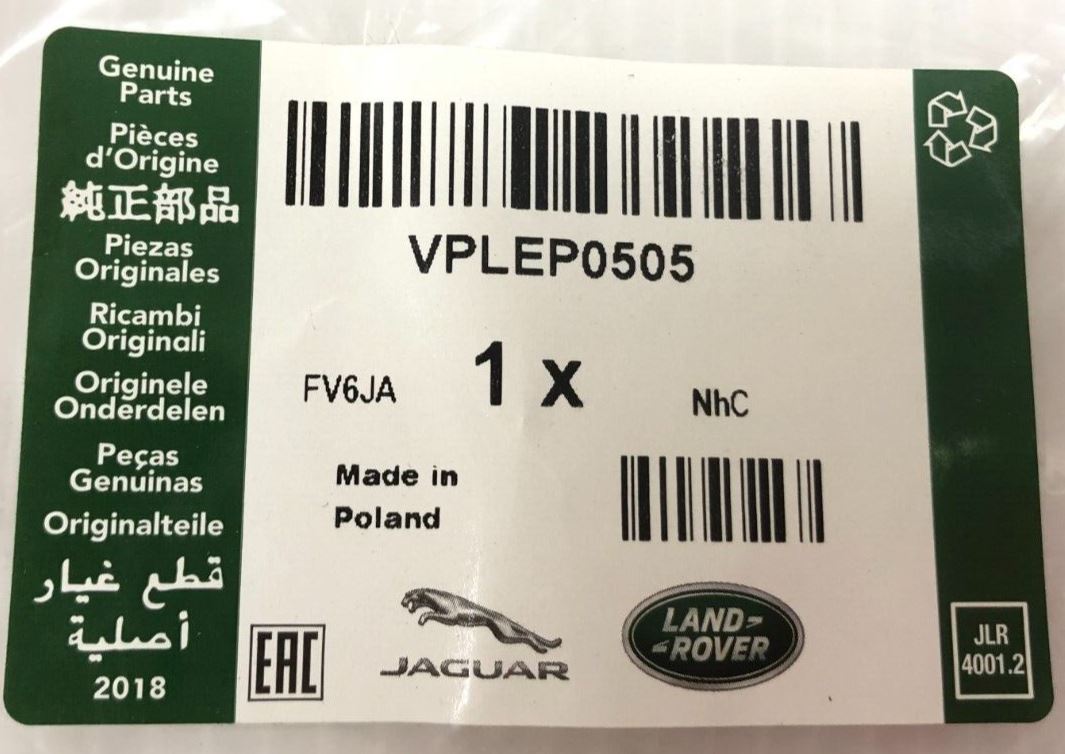 Genuine
Parts
Pièces
d'Origine
純正部品
Piezas
Originales
Ricambi
Originali
Originele
Onderdelen
Peças
Genuinas
Originalteile
قطع غيار
أصلية
2018
VPLEP0505
FV6JA
1 x
NhC
Made in
Poland
EAC
JAGUAR
LAND-
-ROVER
JLR
4001.2